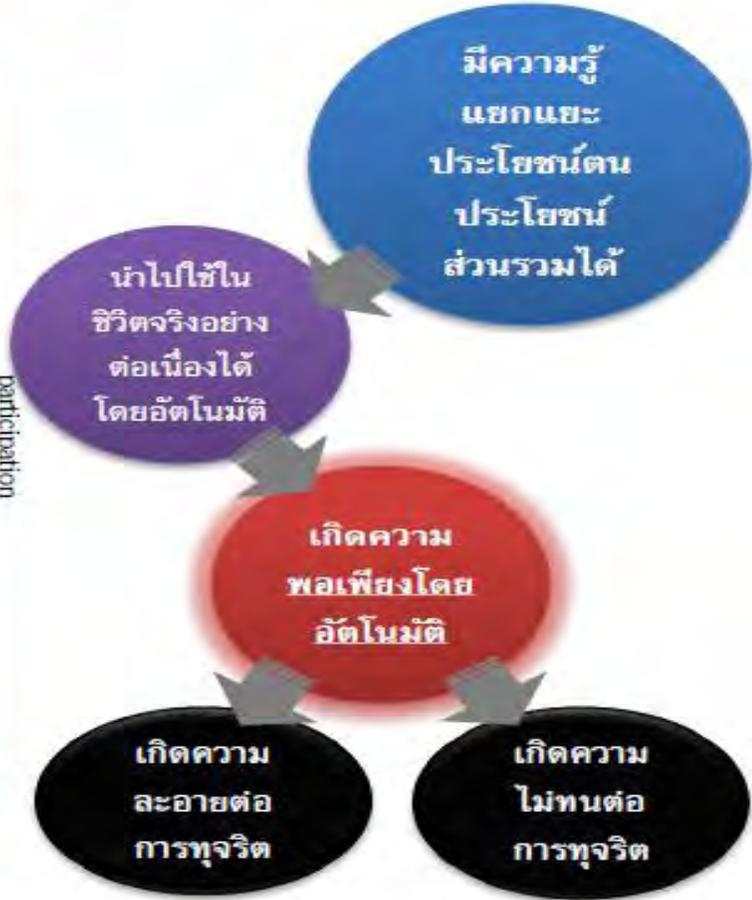 มีความรู้
แยกแยะ
ประโยชน์ตน
ประโยชน์
ส่วนรวมได้
นำไปใช้ใน
ชีวิตจริงอย่าง
ต่อเนื่องได้
โดยอัตโนมัติ
participation
เกิดความ
พอเพียงโดย
อัตโนมัติ
เกิดความ
ละอายต่อ
การทุจริต
เกิดความ
ไม่ทนต่อ
การทุจริต